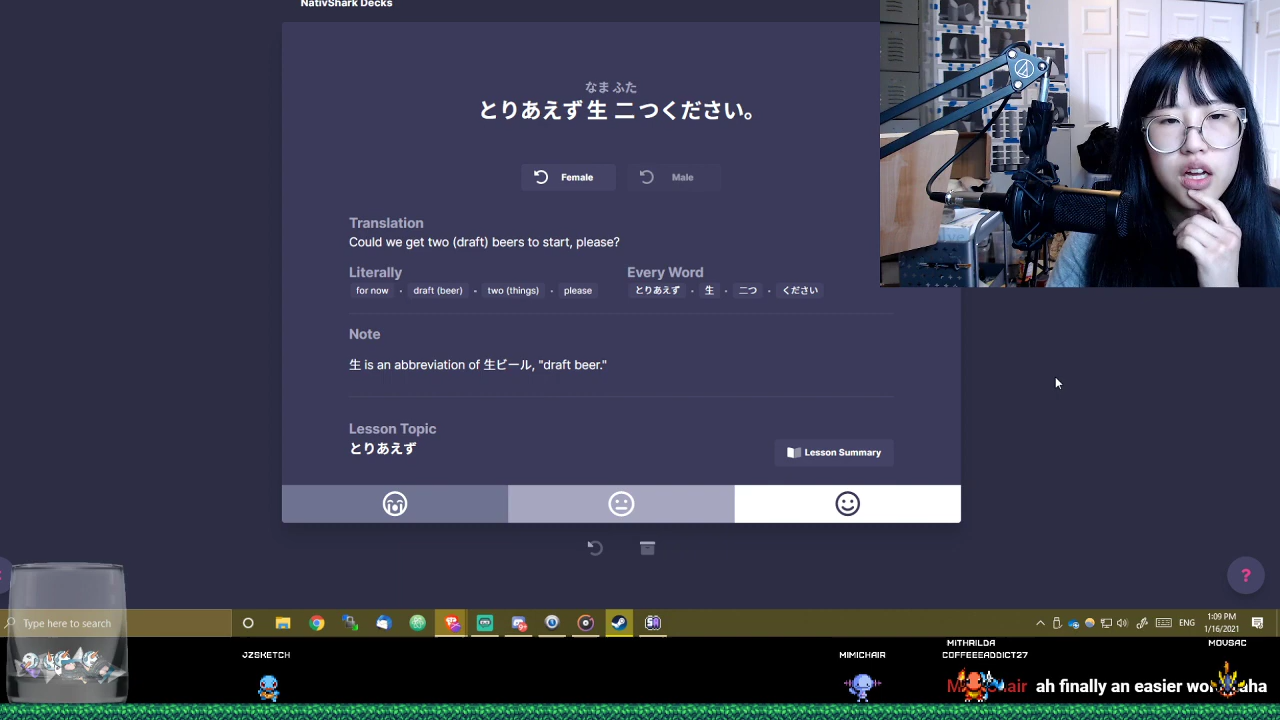 NativShark Decks
なま ふた
とりあえず 生 二 つください。
Female
Male
Translation
Could we get two (draft) beers to start, please?
Literally
Every Word
for now • draft (beer) • two (things) • please
とりあえず • 生 • 二つ • ください
Note
生 is an abbreviation of 生ビール, "draft beer."
Lesson Topic
とりあえず
Lesson Summary
?
Type here to search
ENG
1:09 PM
1/16/2021
JZSKETCH
MIMICHAIR
MITHRILDA
COFFEEEADDICT27
MOVSAC
ah finally an easier